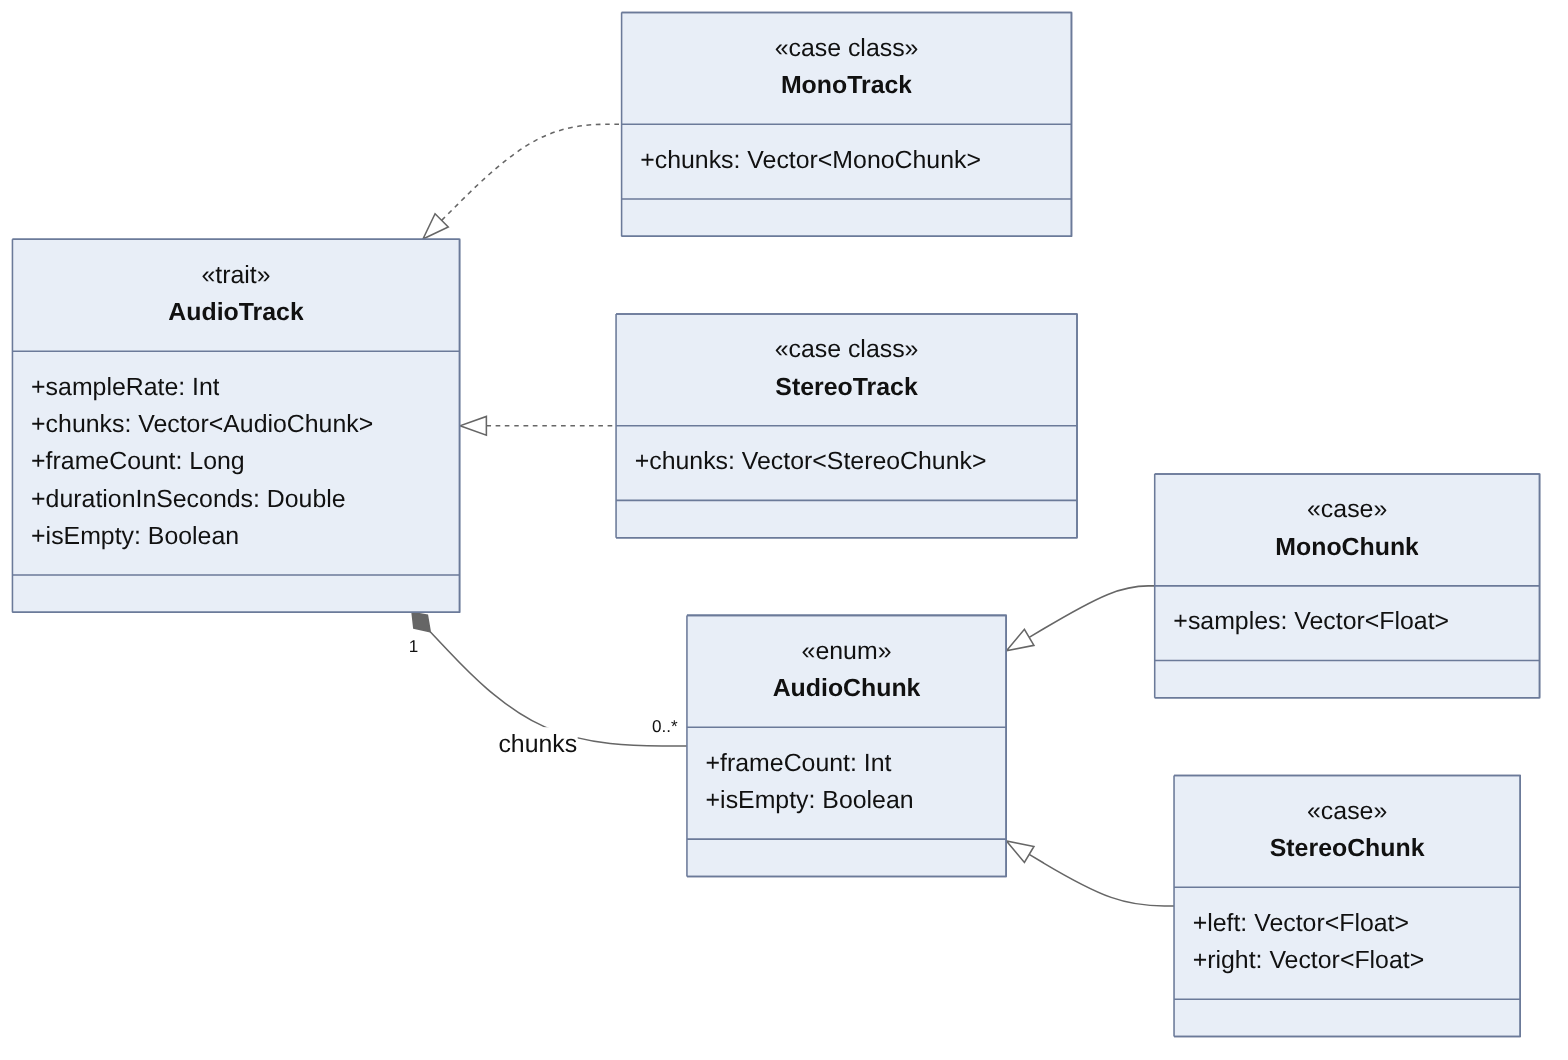 «case class»
MonoTrack
+chunks: Vector<MonoChunk>
«trait»
AudioTrack
+sampleRate: Int
+chunks: Vector<AudioChunk>
+frameCount: Long
+durationInSeconds: Double
+isEmpty: Boolean
«case class»
StereoTrack
+chunks: Vector<StereoChunk>
1
chunks
0..*
«enum»
AudioChunk
+frameCount: Int
+isEmpty: Boolean
«case»
MonoChunk
+samples: Vector<Float>
«case»
StereoChunk
+left: Vector<Float>
+right: Vector<Float>